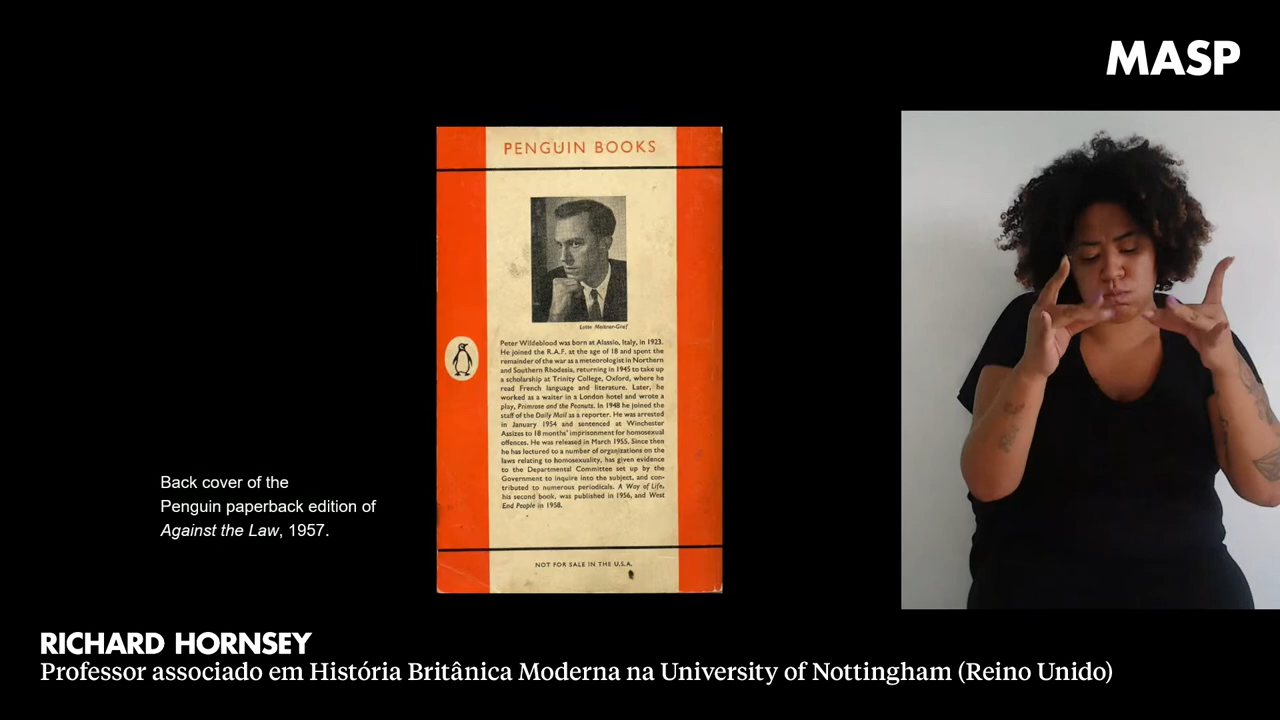 MASP
PENGUIN BOOKS
Lotte Meitner-Graf
Peter Wildeblood was born at Alassio, Italy, in 1923.
He joined the R.A.F. at the age of 18 and spent the
remainder of the war as a meteorologist in Northern
and Southern Rhodesia, returning in 1945 to take up
a scholarship at Trinity College, Oxford, where he
read French language and literature. Later, he
worked as a waiter in a London hotel and wrote a
play, Primrose and the Peanuts. In 1948 he joined the
staff of the Daily Mail as a reporter. He was arrested
in January 1954 and sentenced at Winchester
Assizes to 18 months' imprisonment for homosexual
offences. He was released in March 1955. Since then
he has lectured to a number of organizations on the
laws relating to homosexuality, has given evidence
to the Departmental Committee set up by the
Government to inquire into the subject, and con-
tributed to numerous periodicals. A Way of Life,
his second book, was published in 1956, and West
End People in 1958.
NOT FOR SALE IN THE U.S.A.
Back cover of the
Penguin paperback edition of
Against the Law, 1957.
RICHARD HORNSEY
Professor associado em História Britânica Moderna na University of Nottingham (Reino Unido)